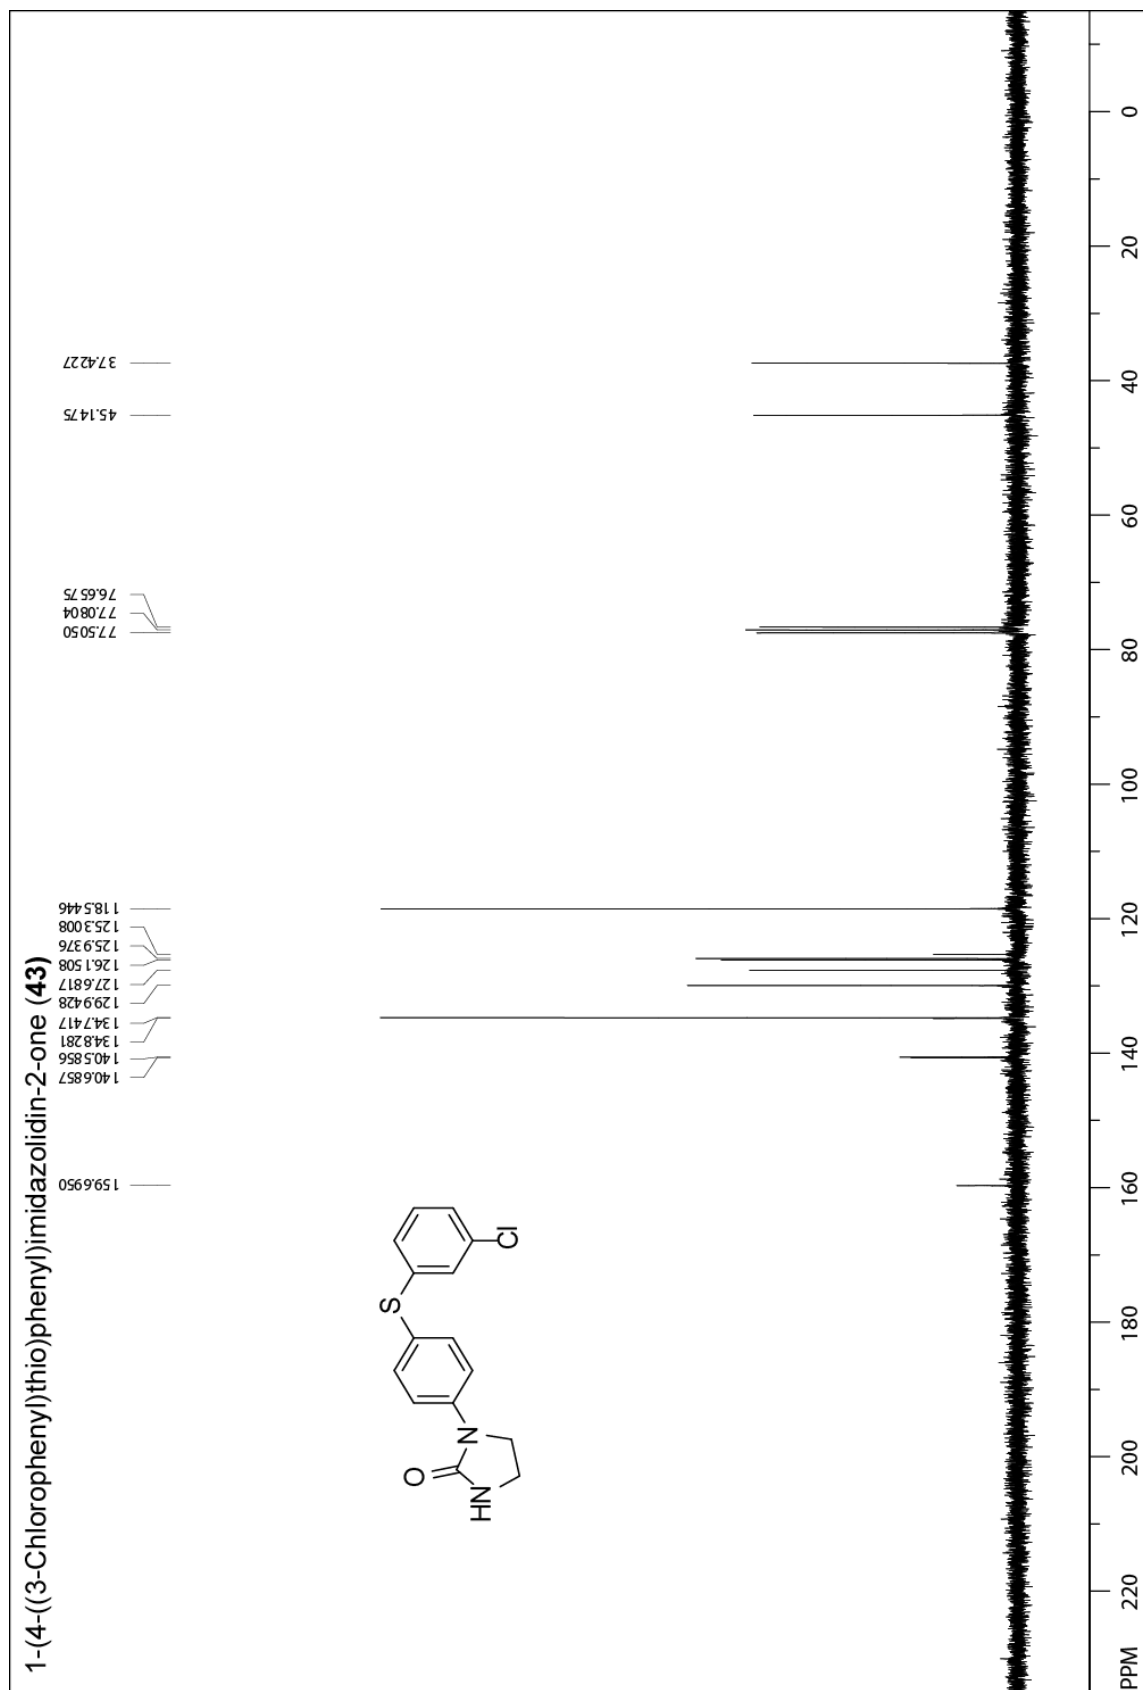 1-(4-((3-Chlorophenyl)thio)phenyl)imidazolidin-2-one (43)
159.6950
140.6857
140.5856
134.8281
134.7417
129.9428
127.6817
126.1508
125.9376
125.3008
118.5446
77.5050
77.0804
76.6575
45.1475
37.4227
O
HN
N
S
Cl
PPM 220 200 180 160 140 120 100 80 60 40 20 0